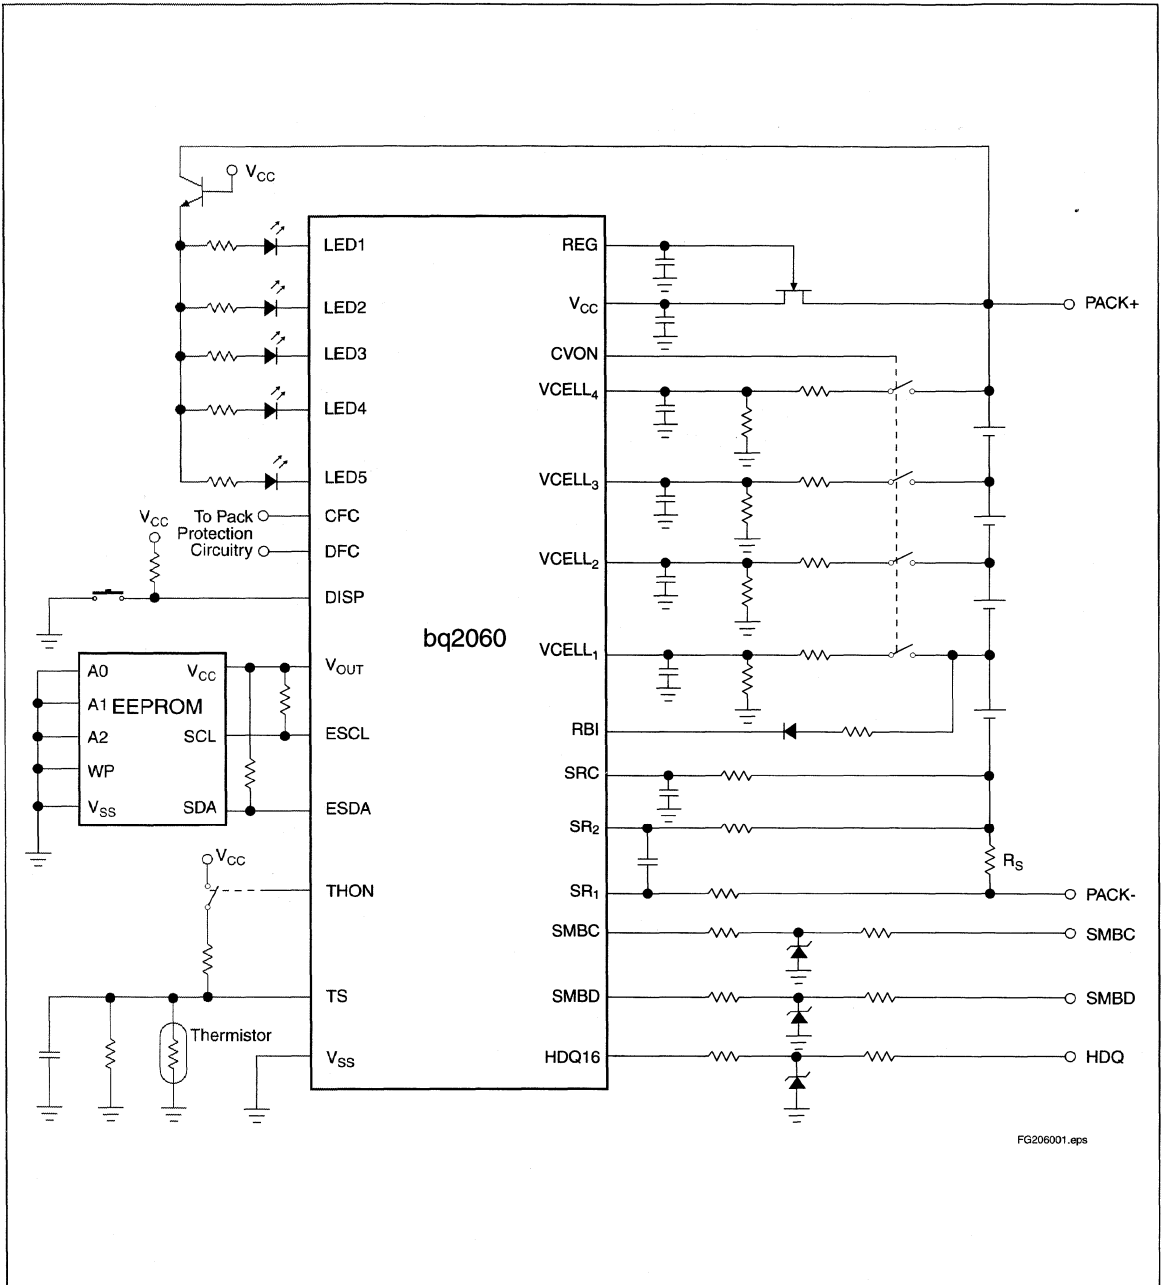 V_CC
LED1
LED2
LED3
LED4
LED5
To Pack
Protection
Circuitry
CFC
DFC
V_CC
DISP
bq2060
A0
A1
A2
WP
V_SS
EEPROM
V_CC
SCL
SDA
V_OUT
ESCL
ESDA
V_CC
THON
TS
Thermistor
V_SS
REG
V_CC
CVON
VCELL_4
VCELL_3
VCELL_2
VCELL_1
RBI
SRC
SR_2
SR_1
SMBC
SMBD
HDQ16
PACK+
R_S
PACK-
SMBC
SMBD
HDQ
FG206001.eps